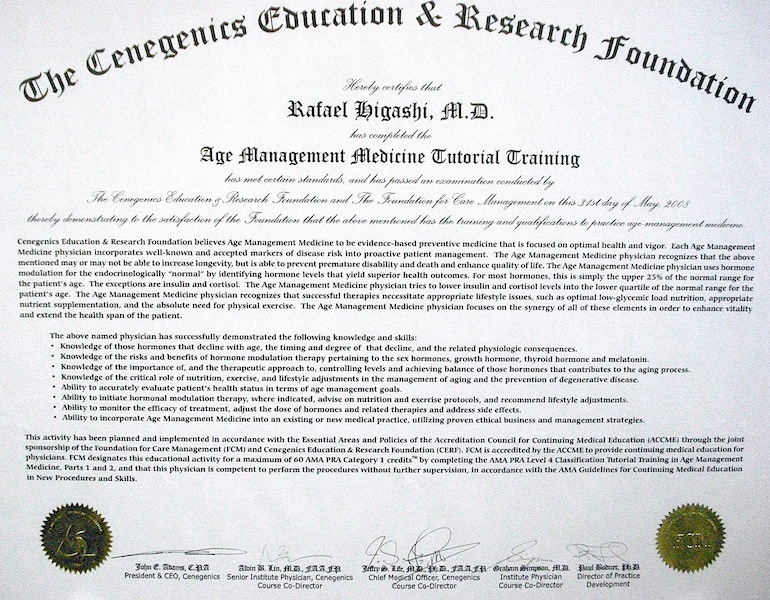 The Cenegenics Education & Research Foundation
Hereby certifies that
Rafael Higashi, M.D.
has completed the
Age Management Medicine Tutorial Training
has met certain standards, and has passed an examination conducted by
The Cenegenics Education & Research Foundation and The Foundation for Care Management on this 31st day of May, 2008
thereby demonstrating to the satisfaction of the Foundation that the above mentioned has the training and qualifications to practice age management medicine.
Cenegenics Education & Research Foundation believes Age Management Medicine to be evidence-based preventive medicine that is focused on optimal health and vigor. Each Age Management
Medicine physician incorporates well-known and accepted markers of disease risk into proactive patient management. The Age Management Medicine physician recognizes that the above
mentioned may or may not be able to increase longevity, but is able to prevent premature disability and death and enhance quality of life. The Age Management Medicine physician uses hormone
modulation for the endocrinologically "normal" by identifying hormone levels that yield superior health outcomes. For most hormones, this is simply the upper 25% of the normal range for
the patient's age. The exceptions are insulin and cortisol. The Age Management Medicine physician tries to lower insulin and cortisol levels into the lower quartile of the normal range for the
patient's age. The Age Management Medicine physician recognizes that successful therapies necessitate appropriate lifestyle issues, such as optimal low-glycemic load nutrition, appropriate
nutrient supplementation, and the absolute need for physical exercise. The Age Management Medicine physician focuses on the synergy of all of these elements in order to enhance vitality
and extend the health span of the patient.
The above named physician has successfully demonstrated the following knowledge and skills:
• Knowledge of those hormones that decline with age, the timing and degree of that decline, and the related physiologic consequences.
• Knowledge of the risks and benefits of hormone modulation therapy pertaining to the sex hormones, growth hormone, thyroid hormone and melatonin.
• Knowledge of the importance of, and the therapeutic approach to, controlling levels and achieving balance of those hormones that contributes to the aging process.
• Knowledge of the critical role of nutrition, exercise, and lifestyle adjustments in the management of aging and the prevention of degenerative disease.
• Ability to accurately evaluate patient's health status in terms of age management goals.
• Ability to initiate hormonal modulation therapy, where indicated, advise on nutrition and exercise protocols, and recommend lifestyle adjustments.
• Ability to monitor the efficacy of treatment, adjust the dose of hormones and related therapies and address side effects.
• Ability to incorporate Age Management Medicine into an existing or new medical practice, utilizing proven ethical business and management strategies.
This activity has been planned and implemented in accordance with the Essential Areas and Policies of the Accreditation Council for Continuing Medical Education (ACCME) through the joint
sponsorship of the Foundation for Care Management (FCM) and Cenegenics Education & Research Foundation (CERF). FCM is accredited by the ACCME to provide continuing medical education for
physicians. FCM designates this educational activity for a maximum of 60 AMA PRA Category 1 credits™ by completing the AMA PRA Level 4 Classification Tutorial Training in Age Management
Medicine, Parts 1 and 2, and that this physician is competent to perform the procedures without further supervision, in accordance with the AMA Guidelines for Continuing Medical Education
in New Procedures and Skills.
FCM
John E. Adams, C.P.A Alvin B. Lin, M.D., F.A.A.F.P. Jeffry S. Life, M.D., Ph.D., F.A.A.F.P. Graham Simpson, M.D. Paul Bodner, Ph.D.
President & CEO, Cenegenics Senior Institute Physician, Cenegenics Chief Medical Officer, Cenegenics Institute Physician Director of Practice
Course Co-Director Course Co-Director Course Co-Director Development